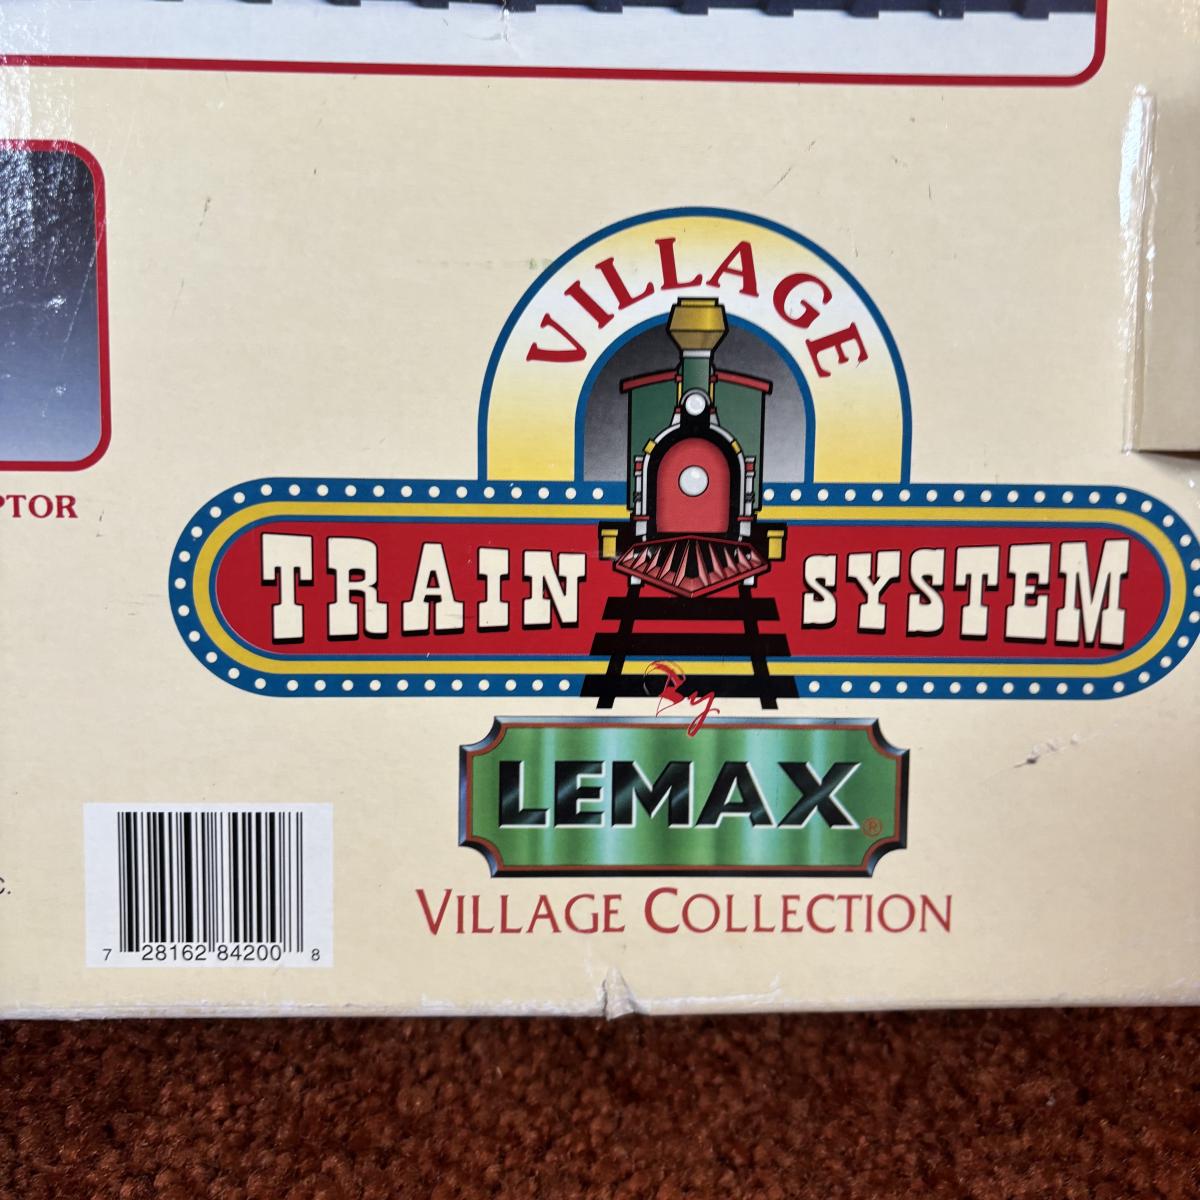 PTOR
VILLAGE
TRAIN SYSTEM
By
LEMAX®
VILLAGE COLLECTION
C.
7 28162 84200 8